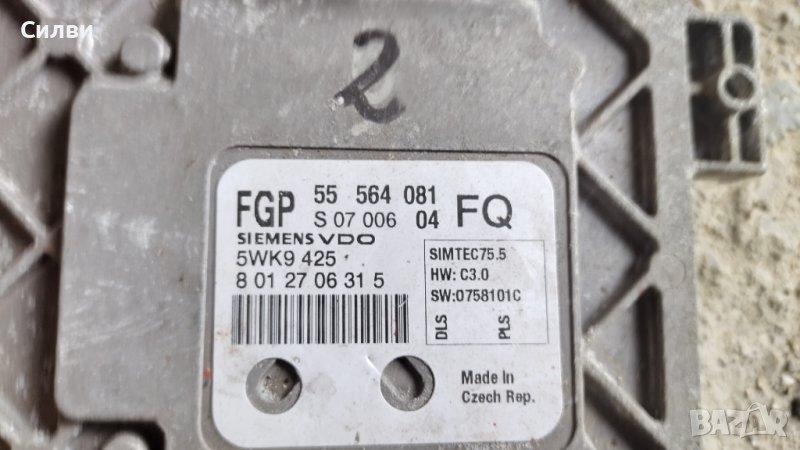 Силви
2
FGP 55 564 081 FQ
S 07 006 04
SIEMENS VDO
5WK9 425
8 01 27 06 31 5
SIMTEC75.5
HW: C3.0
SW:0758101C
DLS PLS
Made In
Czech Rep.
BAZAR